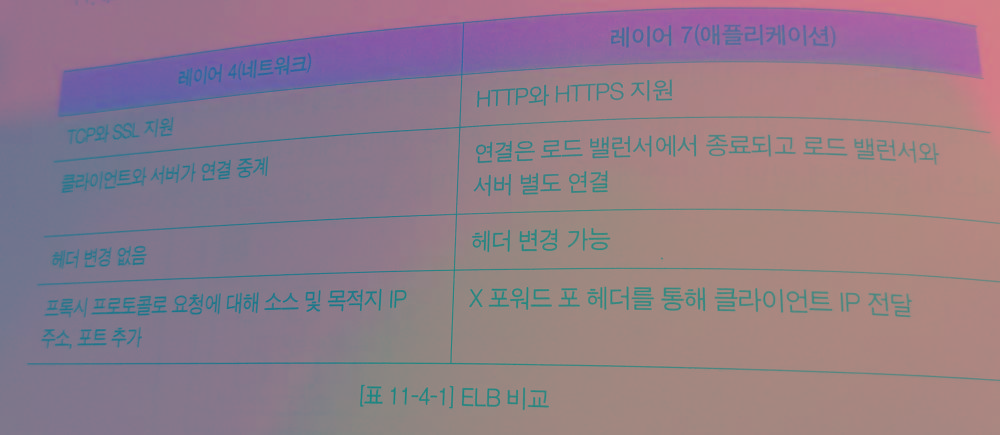 레이어 4(네트워크)
레이어 7(애플리케이션)
TCP와 SSL 지원
HTTP와 HTTPS 지원
클라이언트와 서버가 연결 중계
연결은 로드 밸런서에서 종료되고 로드 밸런서와
서버 별도 연결
헤더 변경 없음
헤더 변경 가능
프록시 프로토콜로 요청에 대해 소스 및 목적지 IP
주소, 포트 추가
X 포워드 포 헤더를 통해 클라이언트 IP 전달
[표 11-4-1] ELB 비교